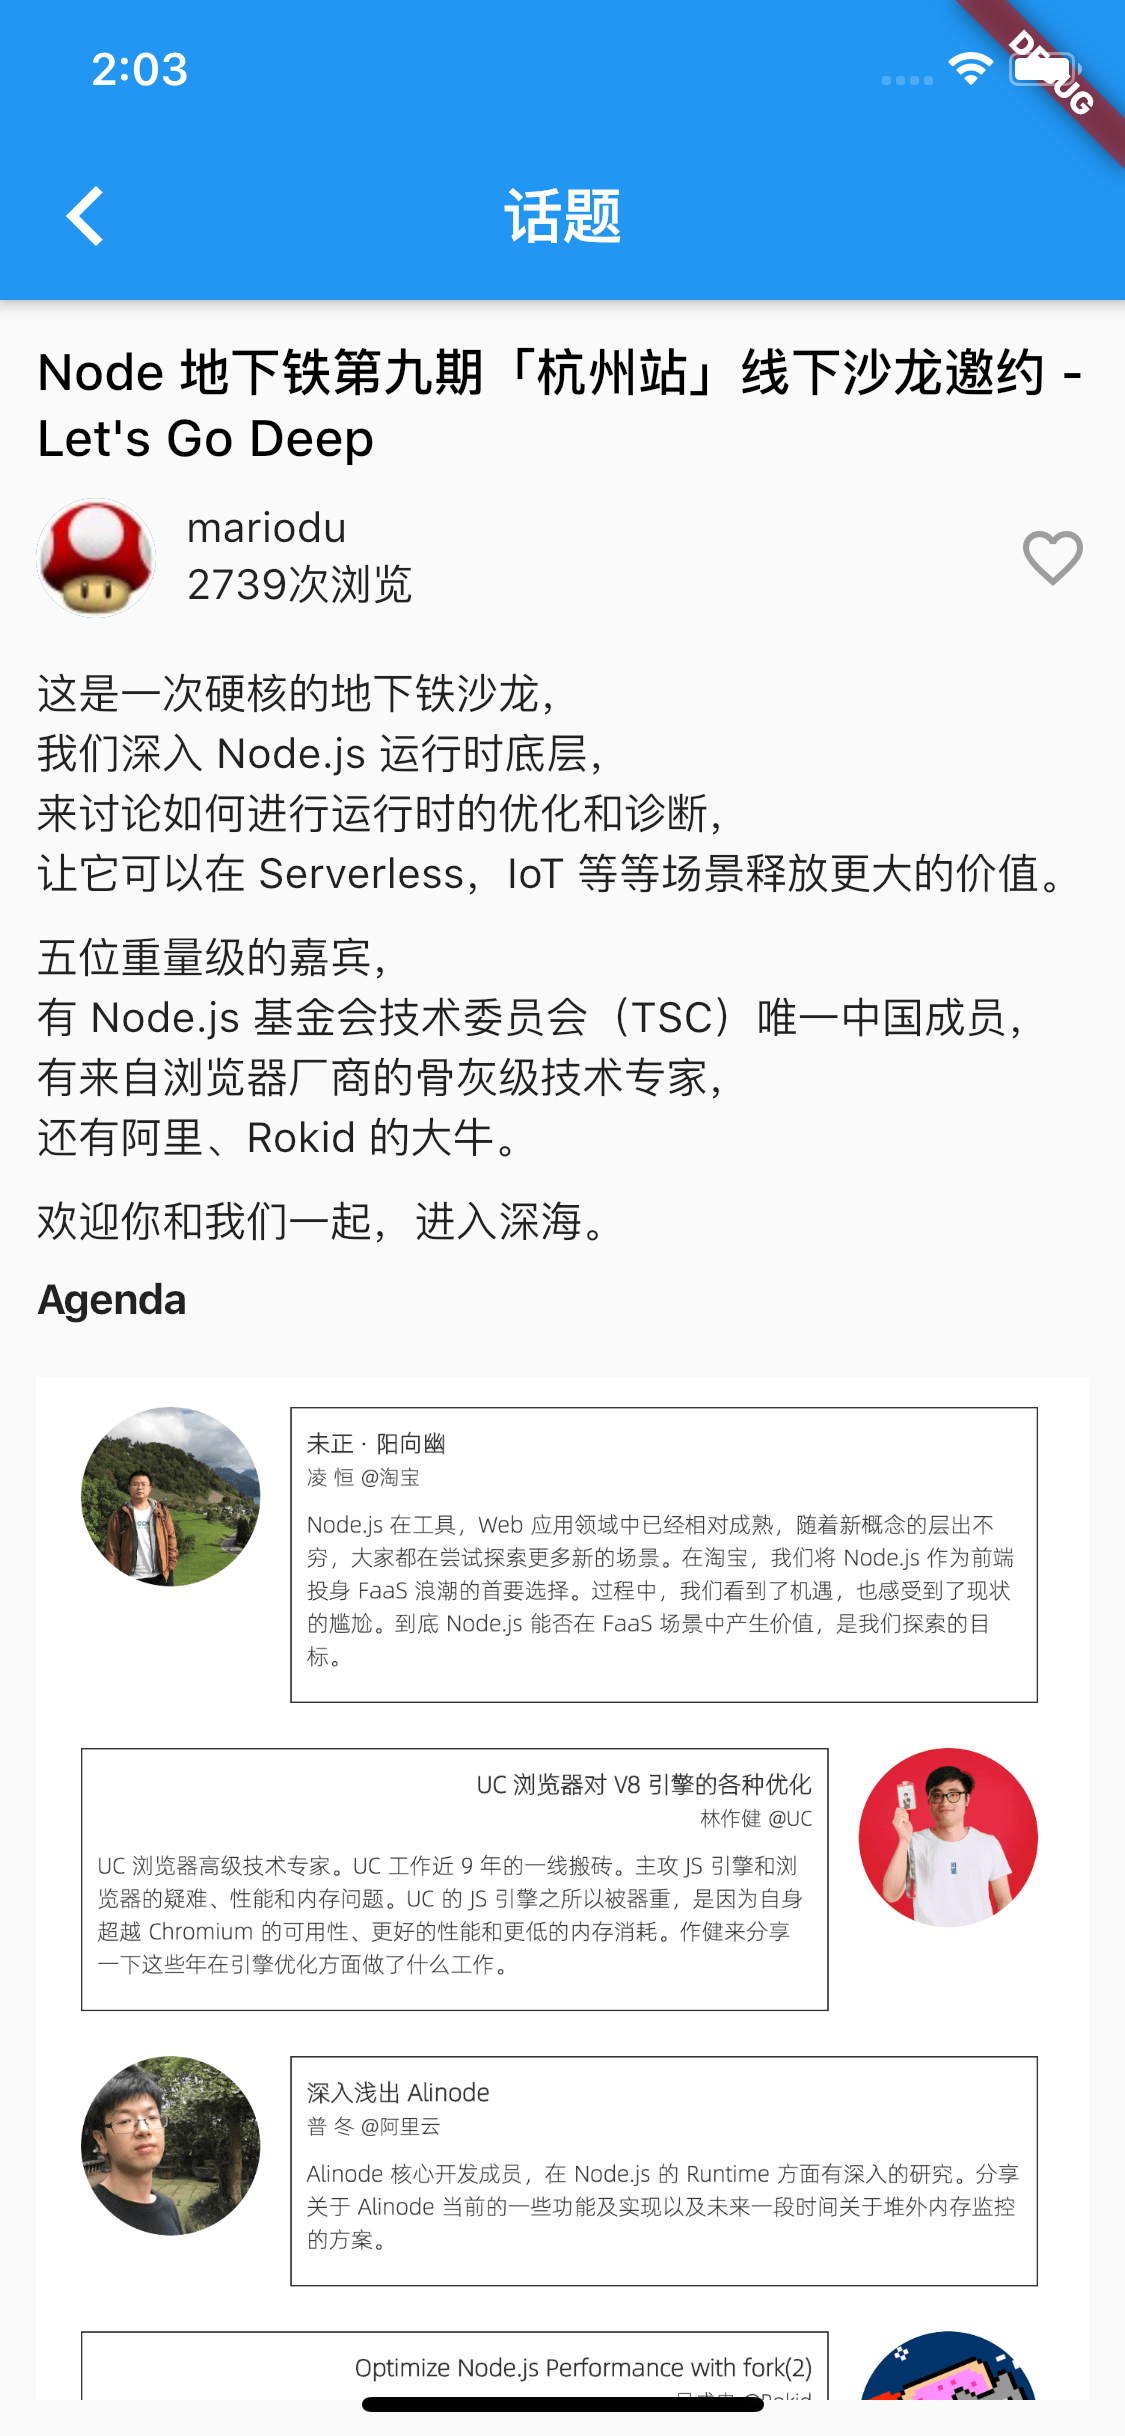 2:03
DEBUG
话题
Node 地下铁第九期「杭州站」线下沙龙邀约 -
Let's Go Deep
mariodu
2739次浏览
这是一次硬核的地下铁沙龙，
我们深入 Node.js 运行时底层，
来讨论如何进行运行时的优化和诊断，
让它可以在 Serverless，IoT 等等场景释放更大的价值。
五位重量级的嘉宾，
有 Node.js 基金会技术委员会（TSC）唯一中国成员，
有来自浏览器厂商的骨灰级技术专家，
还有阿里、Rokid 的大牛。
欢迎你和我们一起，进入深海。
Agenda
未正 · 阳向幽
凌 恒 @淘宝
Node.js 在工具，Web 应用领域中已经相对成熟，随着新概念的层出不
穷，大家都在尝试探索更多新的场景。在淘宝，我们将 Node.js 作为前端
投身 FaaS 浪潮的首要选择。过程中，我们看到了机遇，也感受到了现状
的尴尬。到底 Node.js 能否在 FaaS 场景中产生价值，是我们探索的目
标。
UC 浏览器对 V8 引擎的各种优化
林作健 @UC
UC 浏览器高级技术专家。UC 工作近 9 年的一线搬砖。主攻 JS 引擎和浏
览器的疑难、性能和内存问题。UC 的 JS 引擎之所以被器重，是因为自身
超越 Chromium 的可用性、更好的性能和更低的内存消耗。作健来分享
一下这些年在引擎优化方面做了什么工作。
深入浅出 Alinode
普 冬 @阿里云
Alinode 核心开发成员，在 Node.js 的 Runtime 方面有深入的研究。分享
关于 Alinode 当前的一些功能及实现以及未来一段时间关于堆外内存监控
的方案。
Optimize Node.js Performance with fork(2)
@Rokid